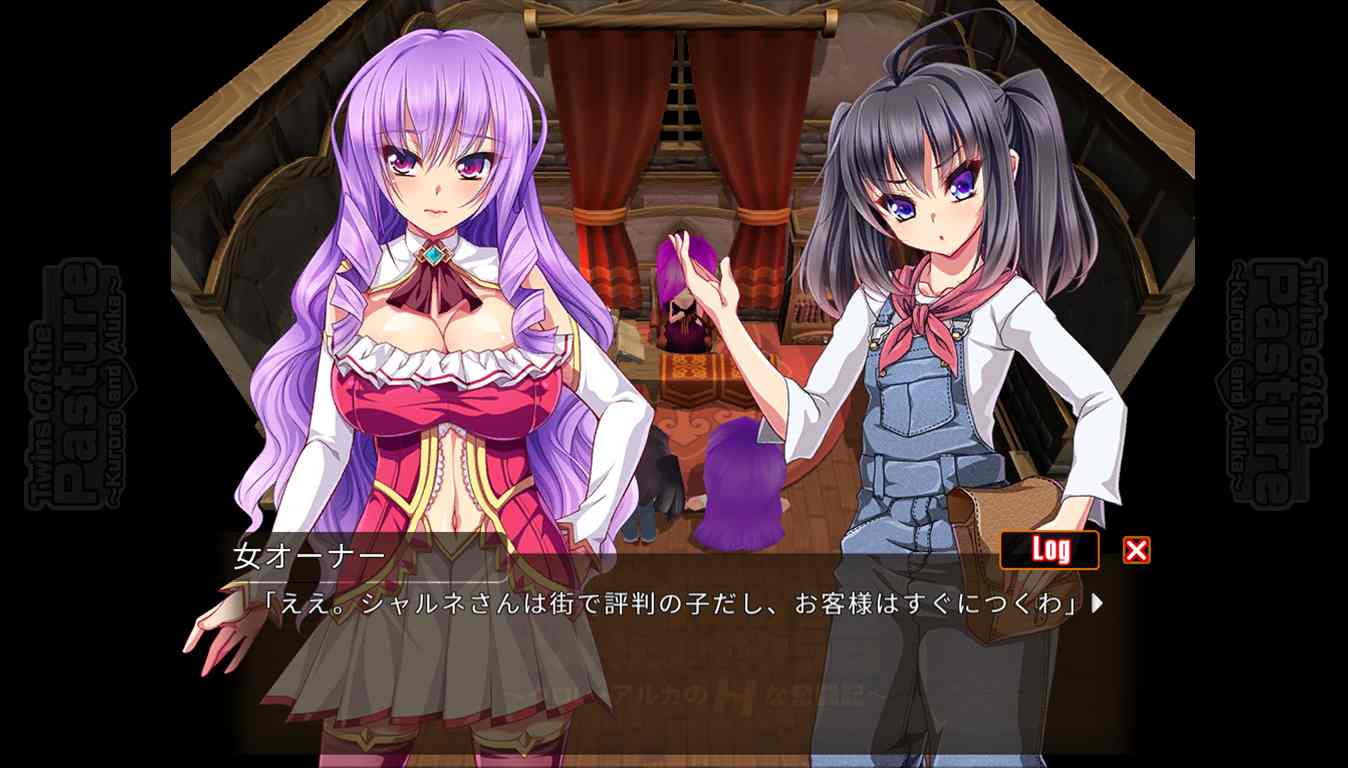 Twins of the
Pasture
~Kurore and Aluke~
女オーナー
Log
「ええ。シャルネさんは街で評判の子だし、お客様はすぐにつくわ」
Twins of the
Pasture
~Kurore and Aluke~